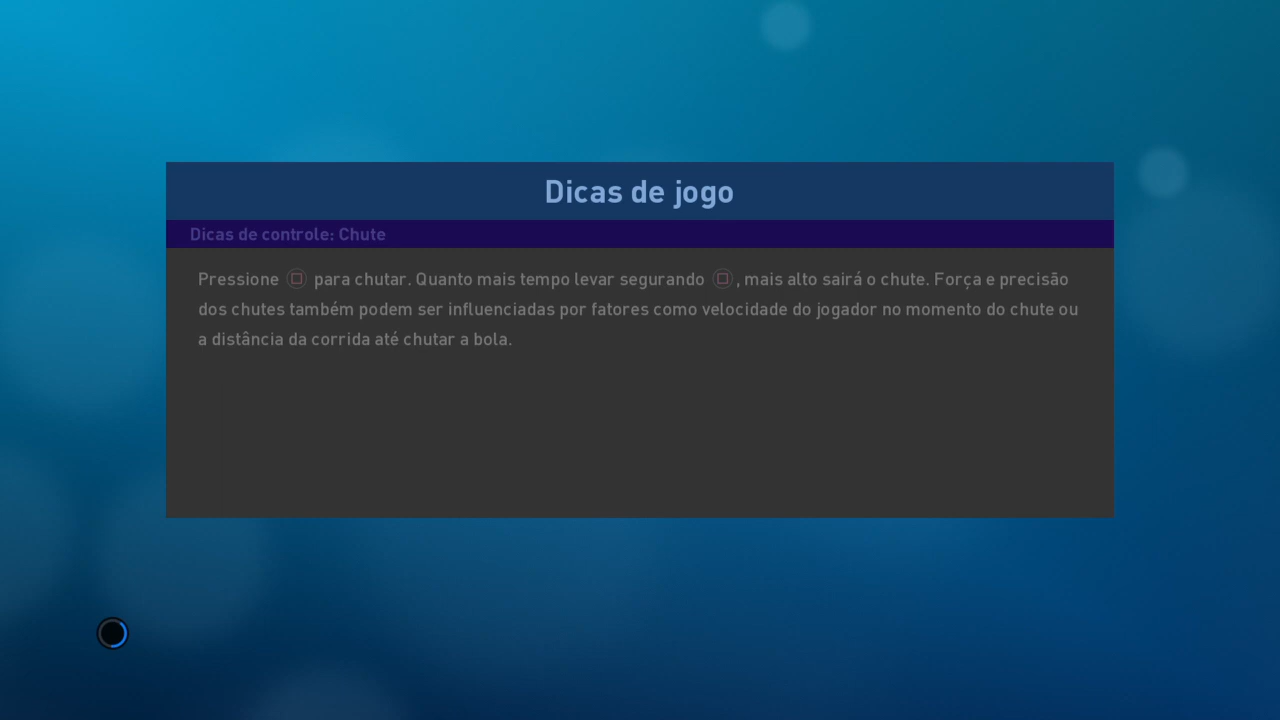 Dicas de jogo
Dicas de controle: Chute
Pressione □ para chutar. Quanto mais tempo levar segurando □, mais alto sairá o chute. Força e precisão
dos chutes também podem ser influenciadas por fatores como velocidade do jogador no momento do chute ou
a distância da corrida até chutar a bola.